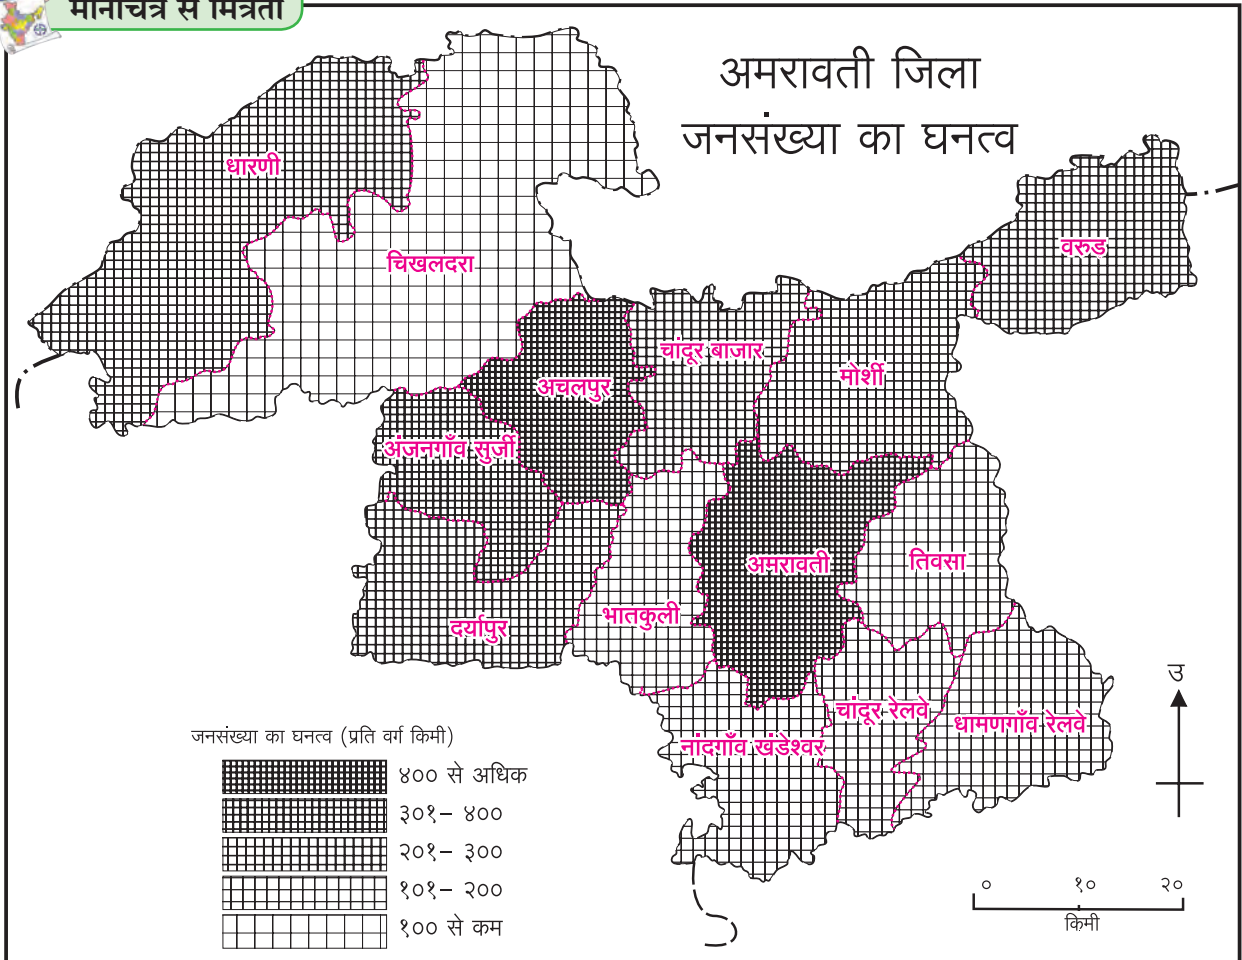 मानचित्र से मित्रता
अमरावती जिला
जनसंख्या का घनत्व
धारणी
वरुड
चिखलदरा
चांदूर बाजार
मोर्शी
अचलपुर
अंजनगाँव सुर्जी
अमरावती
तिवसा
भातकुली
दर्यापुर
उ
चांदूर रेलवे
धामणगाँव रेलवे
नांदगाँव खंडेश्वर
जनसंख्या का घनत्व (प्रति वर्ग किमी)
४०० से अधिक
३०१– ४००
२०१– ३००
१०१– २००
१०० से कम
० १० २०
किमी